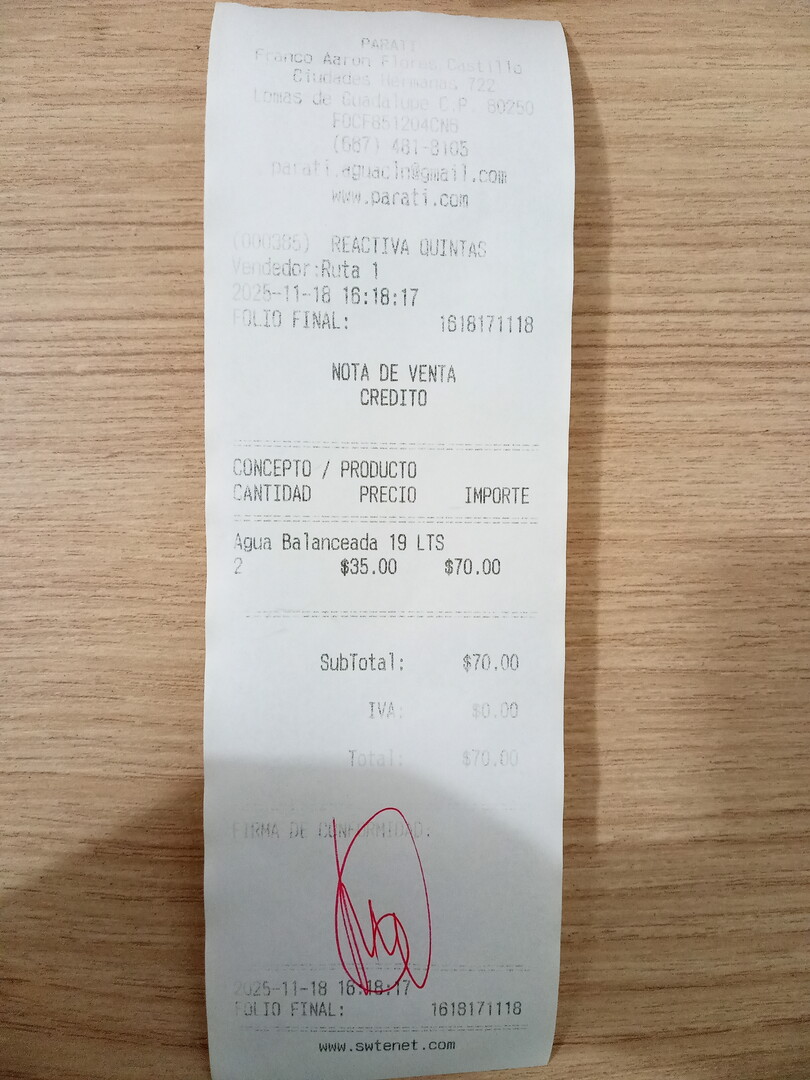 PARATI
Franco Aaron Flores Castillo
Ciudades Hermanas 722
Lomas de Guadalupe C.P. 80250
FOCF851204CN6
(667) 481-8105
parati.aguacln@gmail.com
www.parati.com
(000385) REACTIVA QUINTAS
Vendedor:Ruta 1
2025-11-18 16:18:17
FOLIO FINAL: 1618171118
NOTA DE VENTA
CREDITO
CONCEPTO / PRODUCTO
CANTIDAD PRECIO IMPORTE
Agua Balanceada 19 LTS
2 $35.00 $70.00
SubTotal: $70.00
IVA: $0.00
Total: $70.00
FIRMA DE CONFORMIDAD:
2025-11-18 16:18:17
FOLIO FINAL: 1618171118
www.swtenet.com